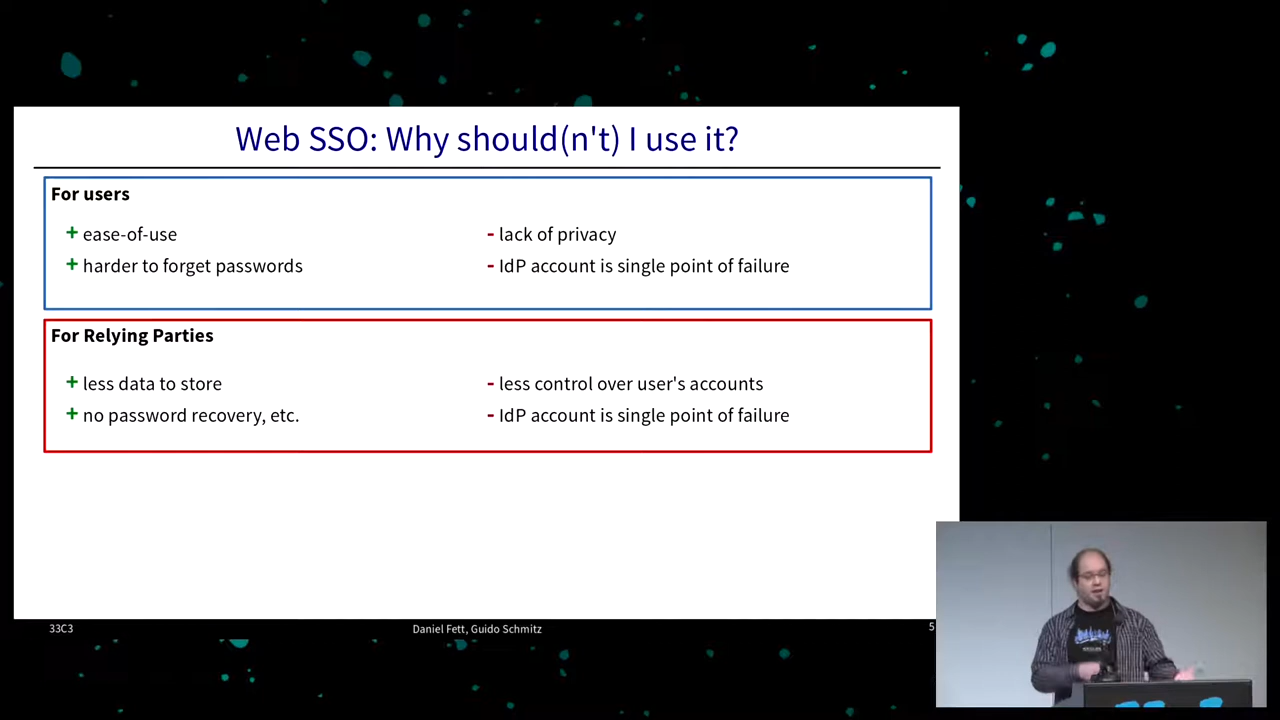 Web SSO: Why should(n't) I use it?
For users
+ ease-of-use
- lack of privacy
+ harder to forget passwords
- IdP account is single point of failure
For Relying Parties
+ less data to store
- less control over user's accounts
+ no password recovery, etc.
- IdP account is single point of failure
33C3
Daniel Fett, Guido Schmitz
5